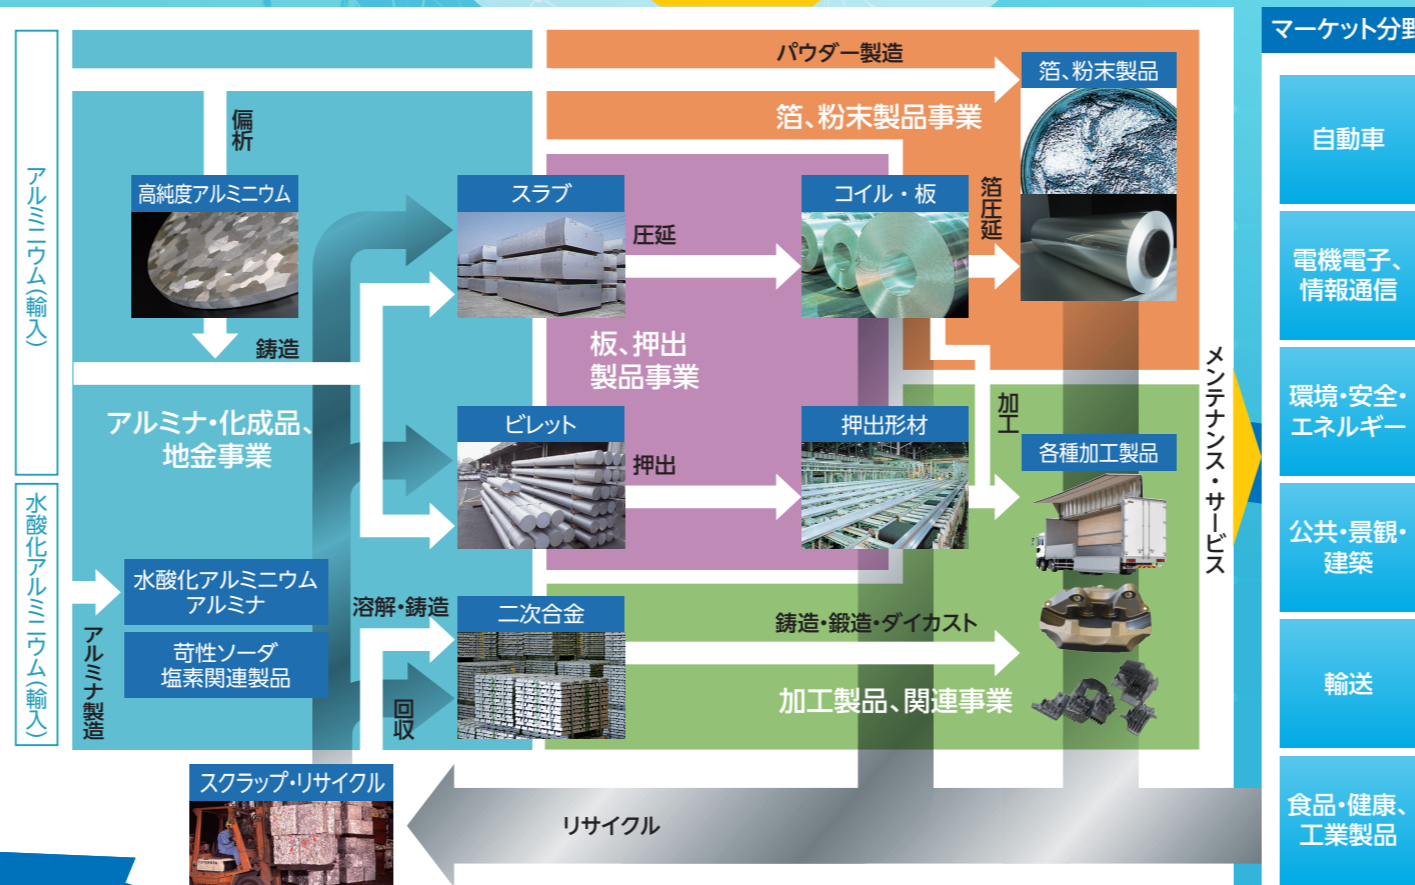 マーケット分野
パウダー製造
箔、粉末製品
箔、粉末製品事業
偏析
アルミニウム（輸入）
高純度アルミニウム
スラブ
コイル・板
箔圧延
圧延
自動車
電機電子、
情報通信
鋳造
板、押出
製品事業
メンテナンス・サービス
アルミナ・化成品、
地金事業
ビレット
押出形材
加工
各種加工製品
環境・安全・
エネルギー
押出
水酸化アルミニウム（輸入）
水酸化アルミニウム
アルミナ
苛性ソーダ
塩素関連製品
アルミナ製造
溶解・鋳造
二次合金
鋳造・鍛造・ダイカスト
公共・景観・
建築
回収
加工製品、関連事業
輸送
スクラップ・リサイクル
リサイクル
食品・健康、
工業製品